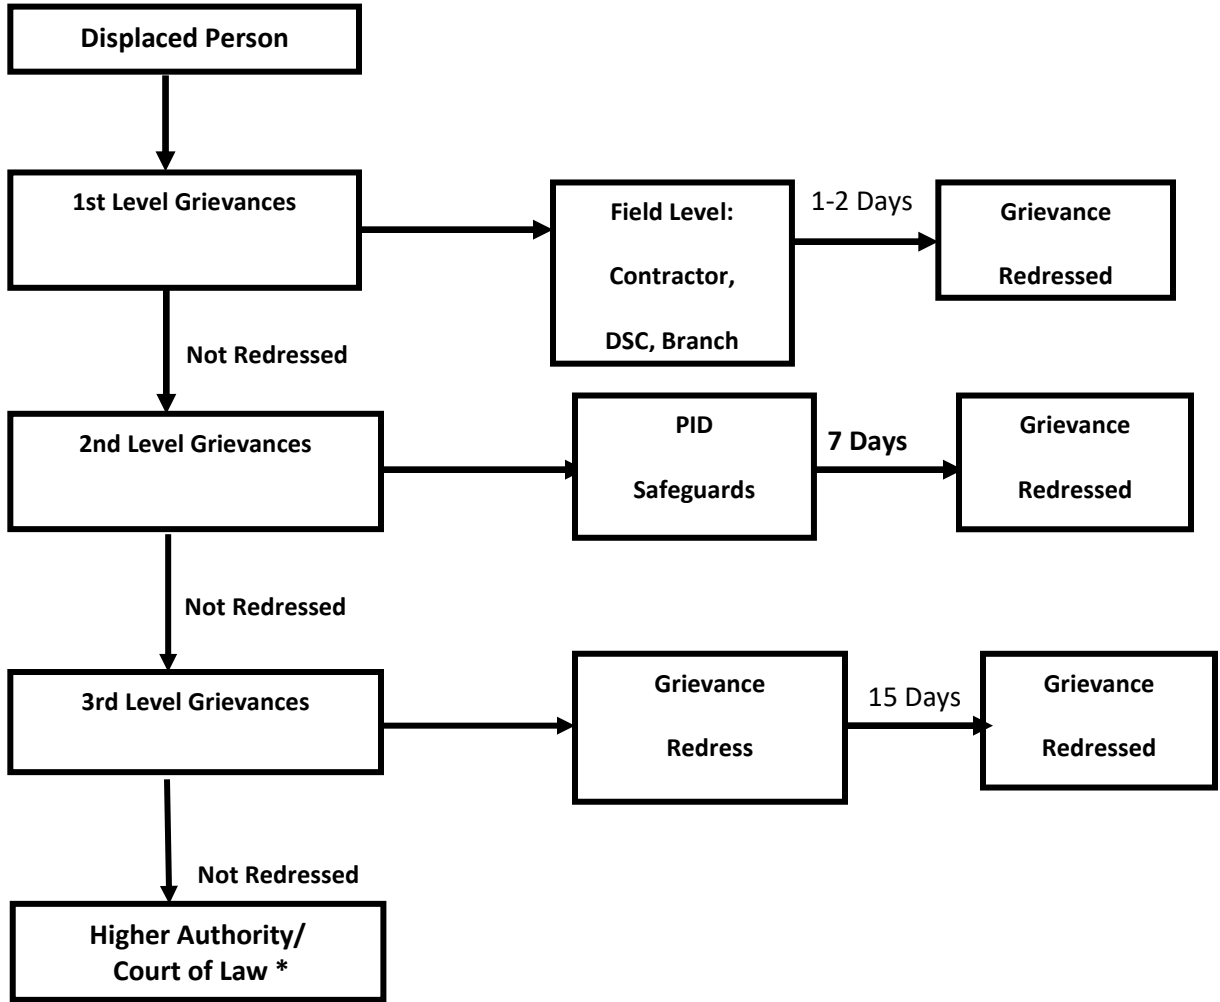 Displaced Person
1st Level Grievances
Field Level:
Contractor,
DSC, Branch
1-2 Days
Grievance
Redressed
Not Redressed
2nd Level Grievances
PID
Safeguards
7 Days
Grievance
Redressed
Not Redressed
3rd Level Grievances
Grievance
Redress
15 Days
Grievance
Redressed
Not Redressed
Higher Authority/
Court of Law *